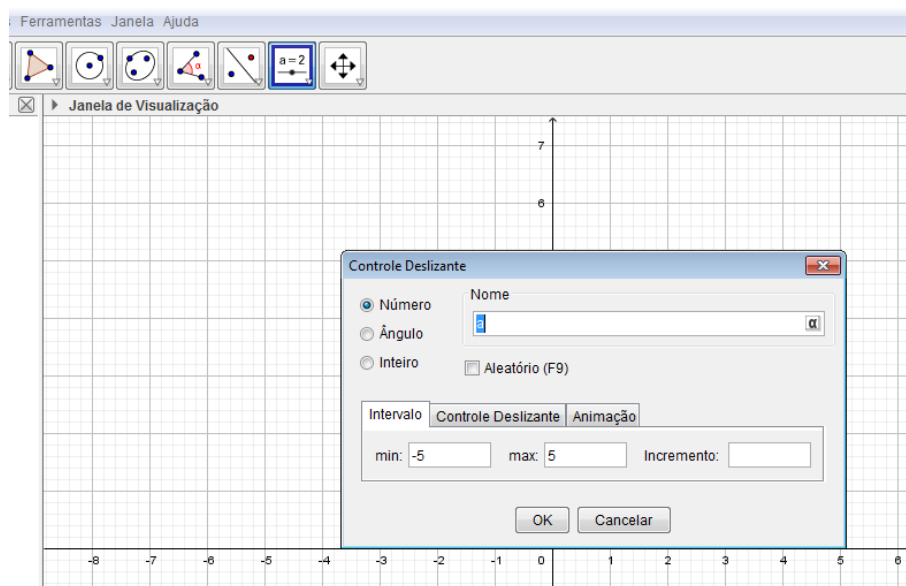 Ferramentas Janela Ajuda
α
a=2
Janela de Visualização
7
6
Controle Deslizante
Número
Ângulo
Inteiro
Nome
a
α
Aleatório (F9)
Intervalo Controle Deslizante Animação
min: -5 max: 5 Incremento:
OK Cancelar
-8 -7 -6 -5 -4 -3 -2 -1 0 1 2 3 4 5 6